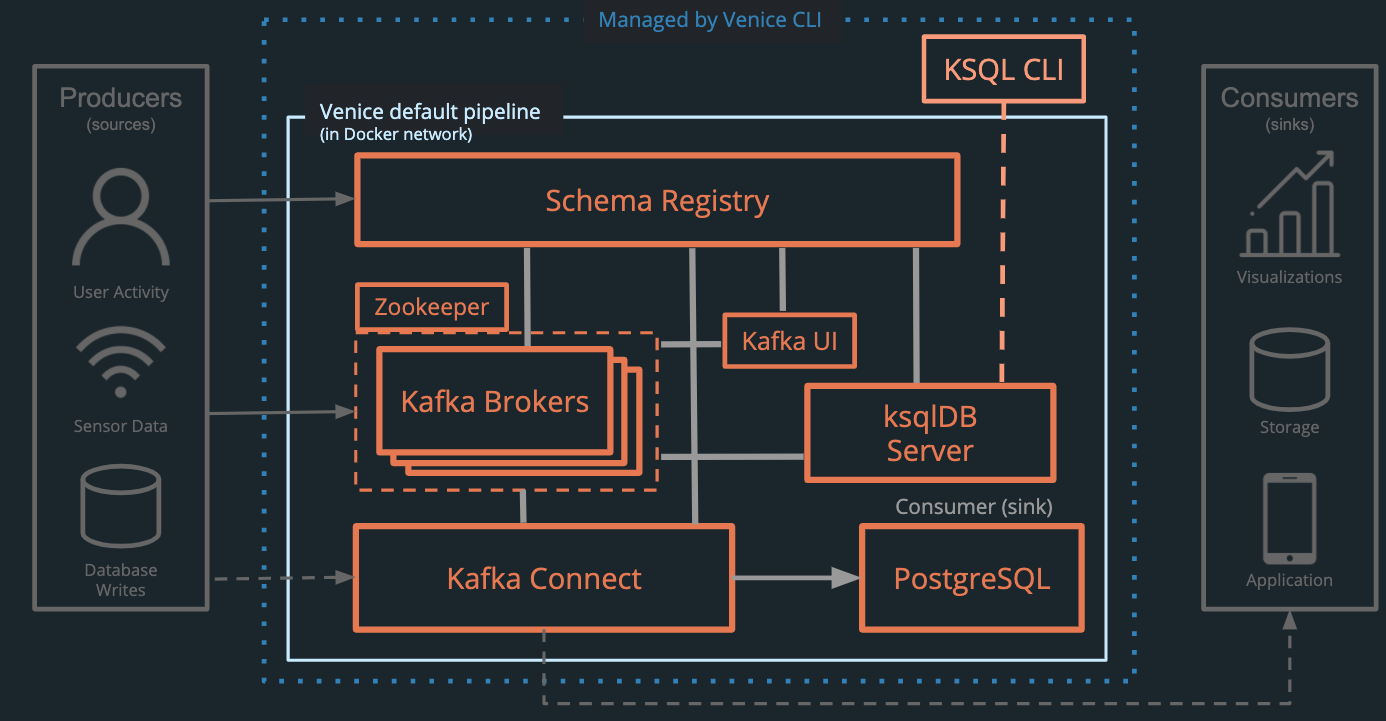 Managed by Venice CLI
KSQL CLI
Producers
(sources)
User Activity
Sensor Data
Database
Writes
Venice default pipeline
(in Docker network)
Schema Registry
Zookeeper
Kafka Brokers
Kafka UI
ksqlDB
Server
Kafka Connect
Consumer (sink)
PostgreSQL
Consumers
(sinks)
Visualizations
Storage
Application